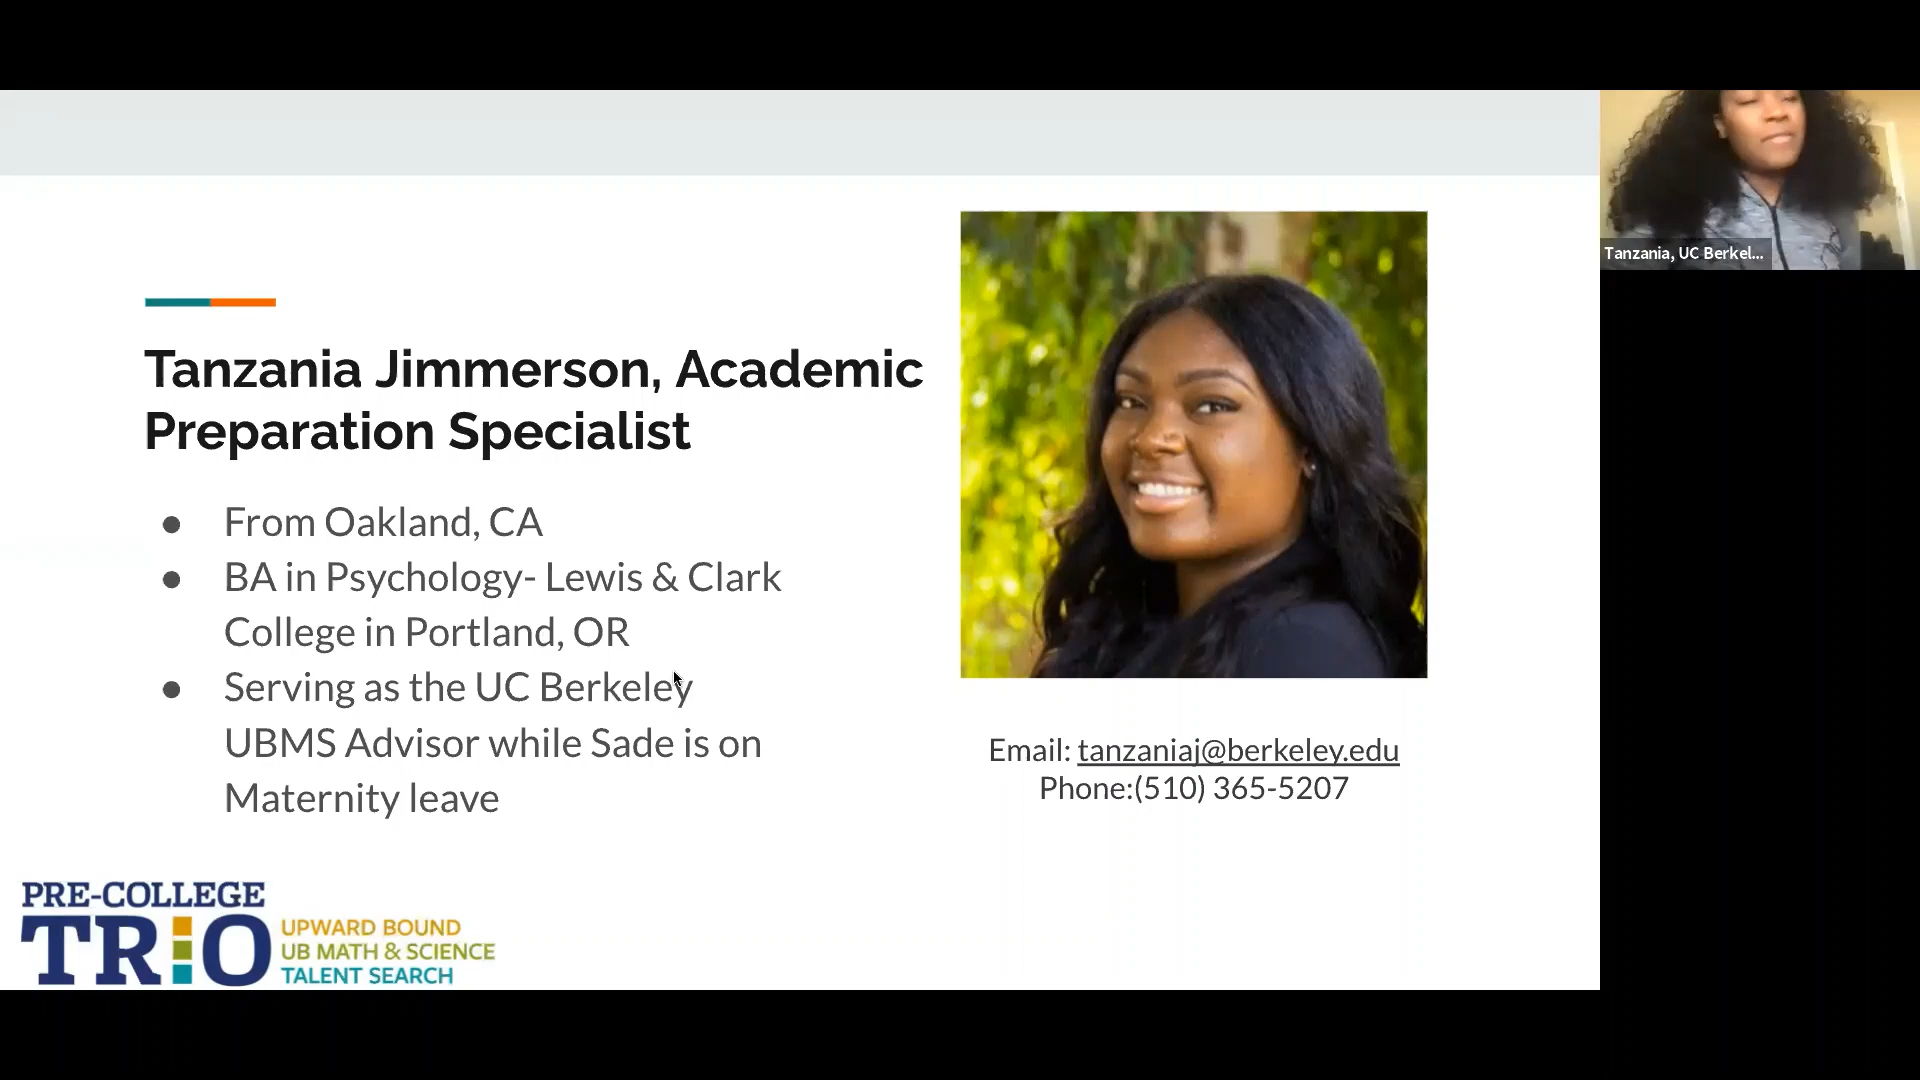 Tanzania, UC Berkel...
Tanzania Jimmerson, Academic
Preparation Specialist
● From Oakland, CA
● BA in Psychology- Lewis & Clark
College in Portland, OR
● Serving as the UC Berkeley
UBMS Advisor while Sade is on
Maternity leave
Email: tanzaniaj@berkeley.edu
Phone:(510) 365-5207
PRE-COLLEGE
TRIO
UPWARD BOUND
UB MATH & SCIENCE
TALENT SEARCH